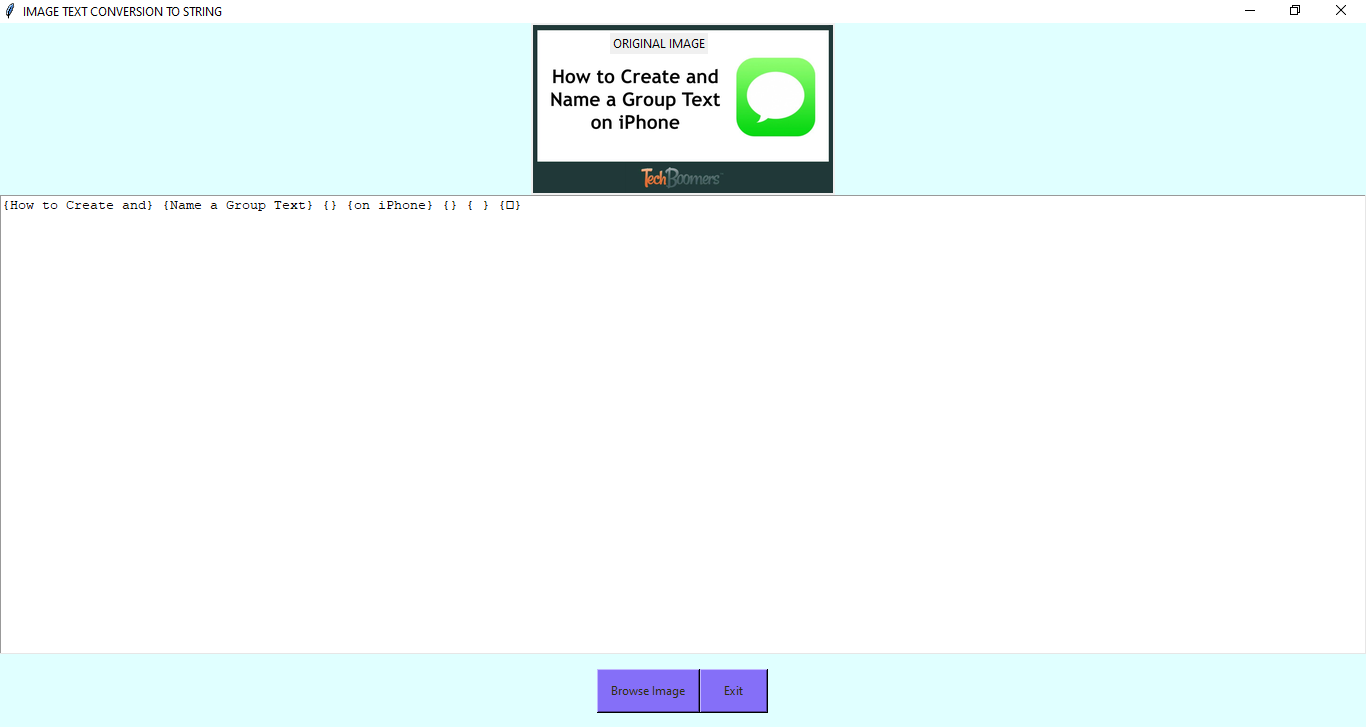 IMAGE TEXT CONVERSION TO STRING
ORIGINAL IMAGE
How to Create and
Name a Group Text
on iPhone
TechBoomers
{How to Create and} {Name a Group Text} {} {on iPhone} {} { } {□}
Browse Image
Exit